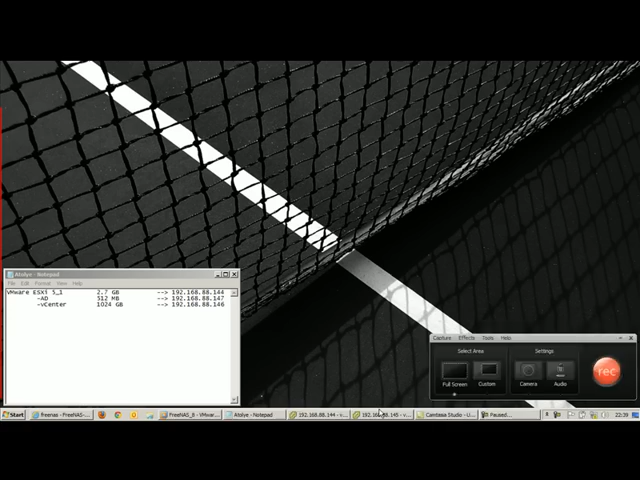 Atolye - Notepad
File Edit Format View Help
VMware ESXi 5_1 2.7 GB --> 192.168.88.144
-AD 512 MB --> 192.168.88.147
-vCenter 1024 GB --> 192.168.88.146
Capture Effects Tools Help
Select Area Settings
Full Screen Custom Camera Audio
rec
Start freenas - FreeNAS-... FreeNAS_8 - VMwar... Atolye - Notepad 192.168.88.144 - v... 192.168.88.145 - v... Camtasia Studio - U... Paused... 22:39